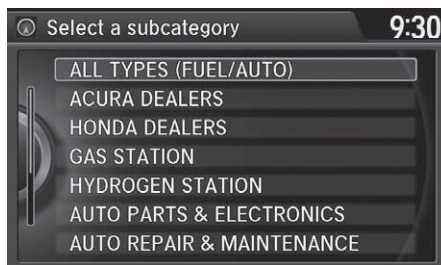 Select a subcategory 9:30
ALL TYPES (FUEL/AUTO)
ACURA DEALERS
HONDA DEALERS
GAS STATION
HYDROGEN STATION
AUTO PARTS & ELECTRONICS
AUTO REPAIR & MAINTENANCE